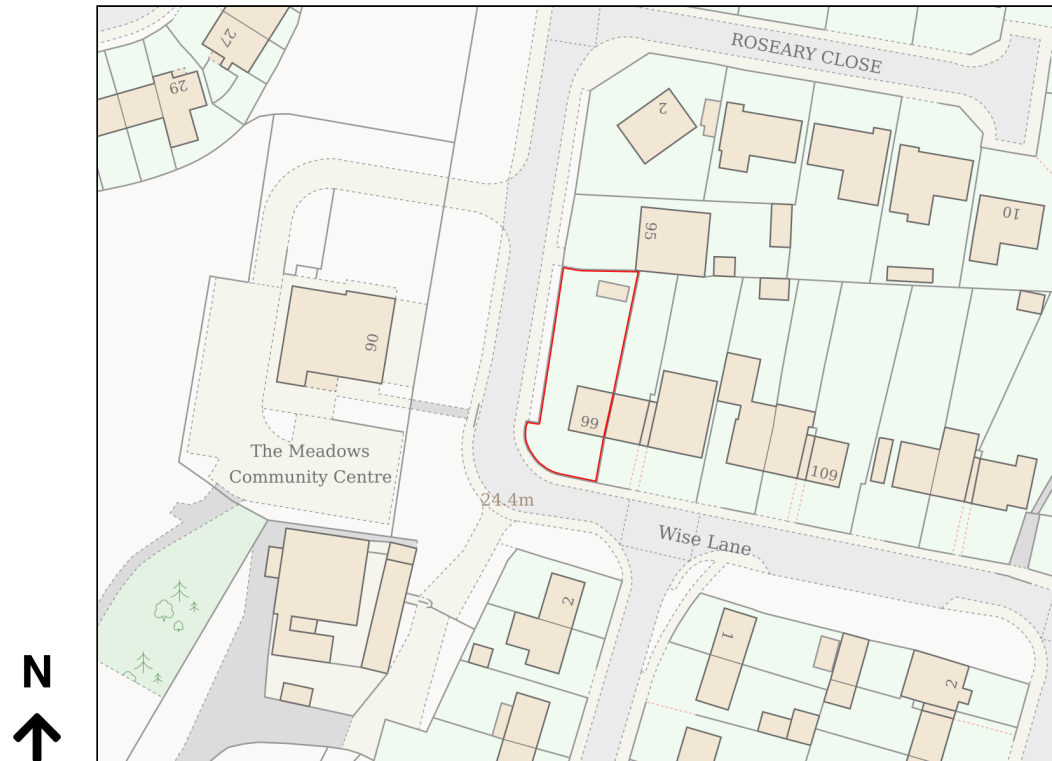 27
ROSEARY CLOSE
29
2
95
10
90
99
The Meadows
Community Centre
109
24.4m
Wise Lane
2
1
2
N